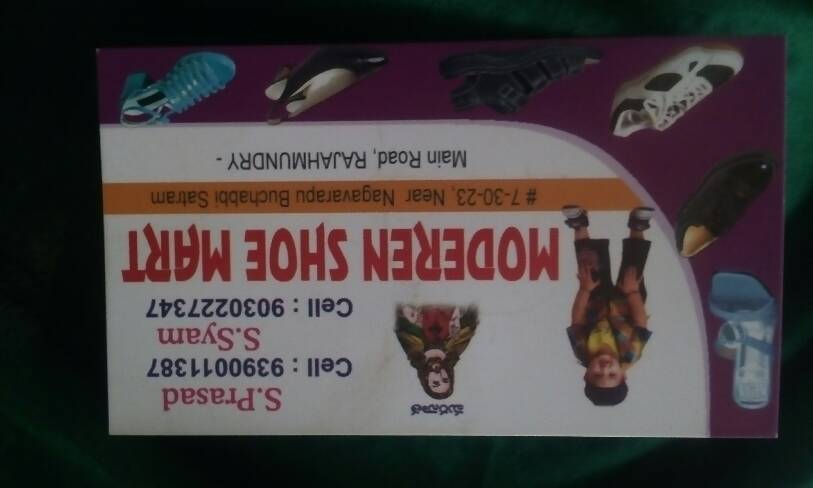 S.Prasad
Cell : 9390011387
S.Syam
Cell : 9030227347
MODEREN SHOE MART
# 7-30-23, Near Nagavarapu Buchabbi Satram
Main Road, RAJAHMUNDRY -